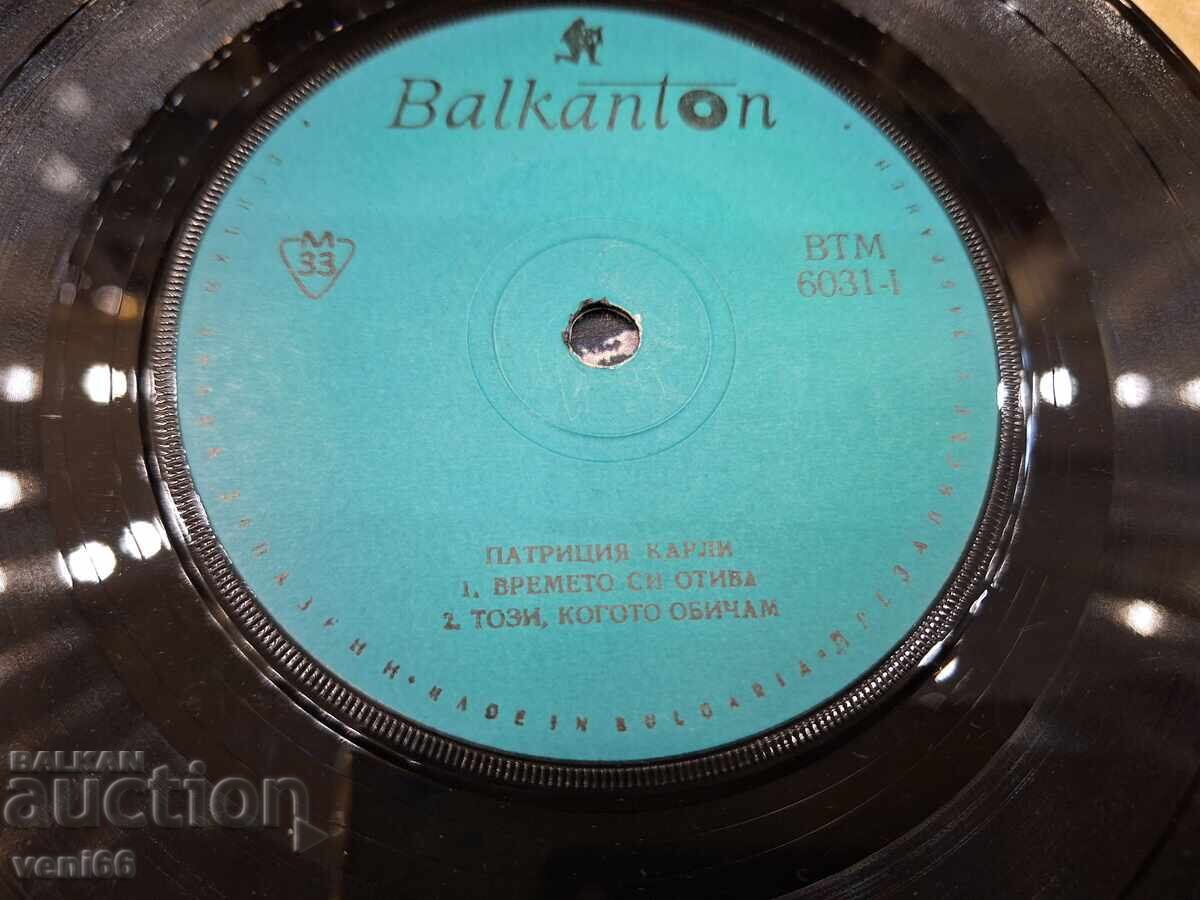 Balkanton
М
33
ВТМ
6031-I
ПАТРИЦИЯ КАРЛИ
1. ВРЕМЕТО СИ ОТИВА
2. ТОЗИ, КОГОТО ОБИЧАМ
MADE IN BULGARIA
BALKAN
auction
veni66